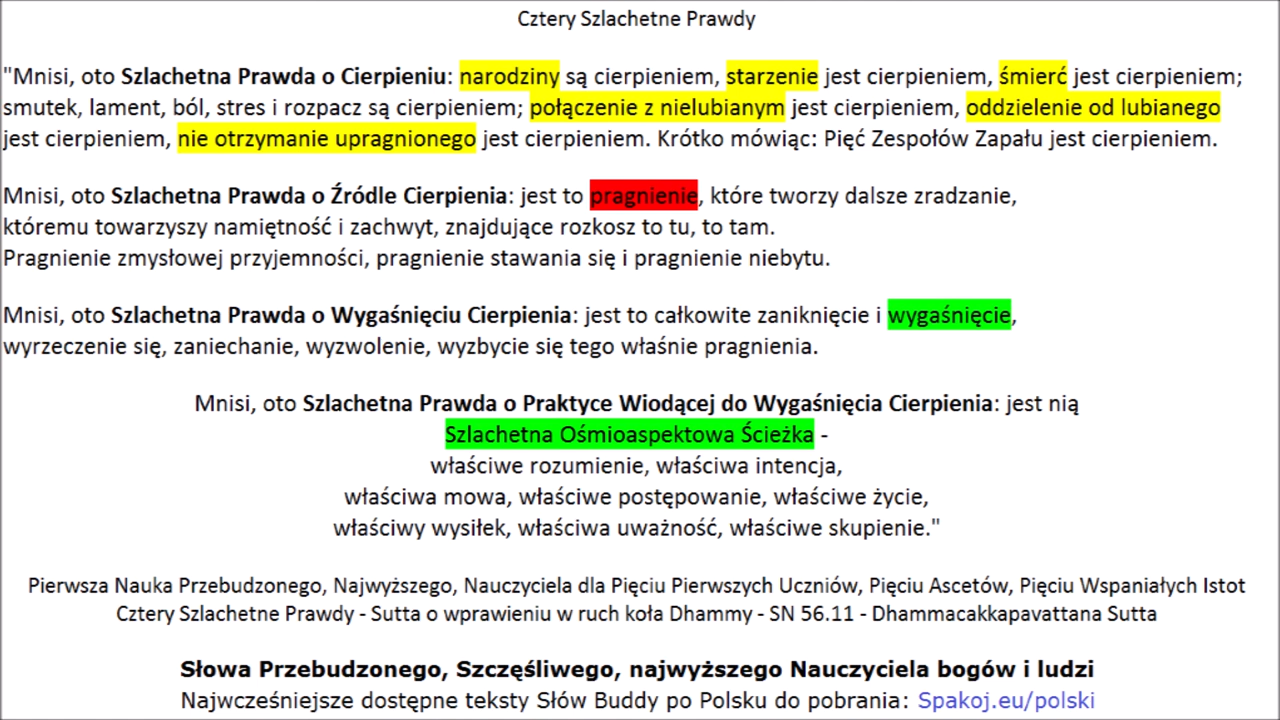 Cztery Szlachetne Prawdy
"Mnisi, oto Szlachetna Prawda o Cierpieniu: narodziny są cierpieniem, starzenie jest cierpieniem, śmierć jest cierpieniem;
smutek, lament, ból, stres i rozpacz są cierpieniem; połączenie z nielubianym jest cierpieniem, oddzielenie od lubianego
jest cierpieniem, nie otrzymanie upragnionego jest cierpieniem. Krótko mówiąc: Pięć Zespołów Zapału jest cierpieniem.
Mnisi, oto Szlachetna Prawda o Źródle Cierpienia: jest to pragnienie, które tworzy dalsze zradzanie,
któremu towarzyszy namiętność i zachwyt, znajdujące rozkosz to tu, to tam.
Pragnienie zmysłowej przyjemności, pragnienie stawania się i pragnienie niebytu.
Mnisi, oto Szlachetna Prawda o Wygaśnięciu Cierpienia: jest to całkowite zaniknięcie i wygaśnięcie,
wyrzeczenie się, zaniechanie, wyzwolenie, wyzbycie się tego właśnie pragnienia.
Mnisi, oto Szlachetna Prawda o Praktyce Wiodącej do Wygaśnięcia Cierpienia: jest nią
Szlachetna Ośmioaspektowa Ścieżka -
właściwe rozumienie, właściwa intencja,
właściwa mowa, właściwe postępowanie, właściwe życie,
właściwy wysiłek, właściwa uważność, właściwe skupienie."
Pierwsza Nauka Przebudzonego, Najwyższego, Nauczyciela dla Pięciu Pierwszych Uczniów, Pięciu Ascetów, Pięciu Wspaniałych Istot
Cztery Szlachetne Prawdy - Sutta o wprawieniu w ruch koła Dhammy - SN 56.11 - Dhammacakkapavattana Sutta
Słowa Przebudzonego, Szczęśliwego, najwyższego Nauczyciela bogów i ludzi
Najwcześniejsze dostępne teksty Słów Buddy po Polsku do pobrania: Spakoj.eu/polski